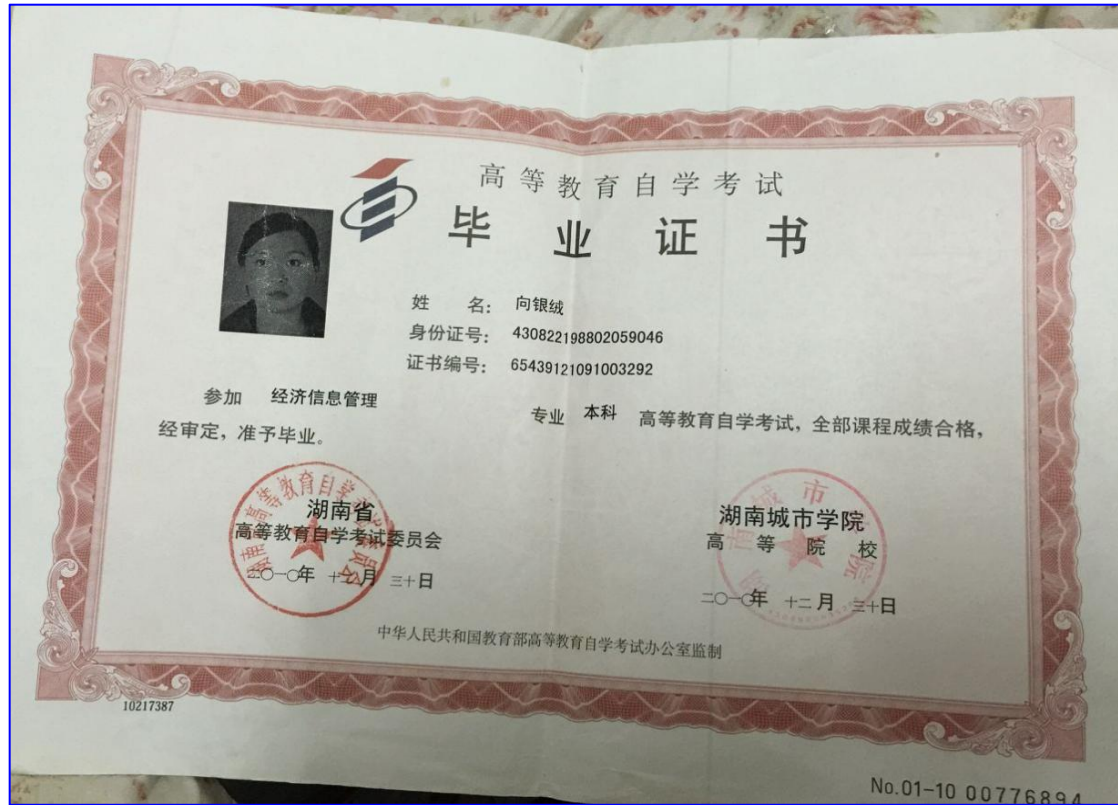 高等教育自学考试
毕业证书
姓 名: 向银绒
身份证号: 430822198802059046
证书编号: 65439121091003292
参加 经济信息管理 专业 本科 高等教育自学考试，全部课程成绩合格，
经审定，准予毕业。
湖南省
高等教育自学考试委员会
二〇一〇年 十二月 三十日
湖南城市学院
高等院校
二〇一〇年 十二月 三十日
中华人民共和国教育部高等教育自学考试办公室监制
10217387
No.01-10 00776894